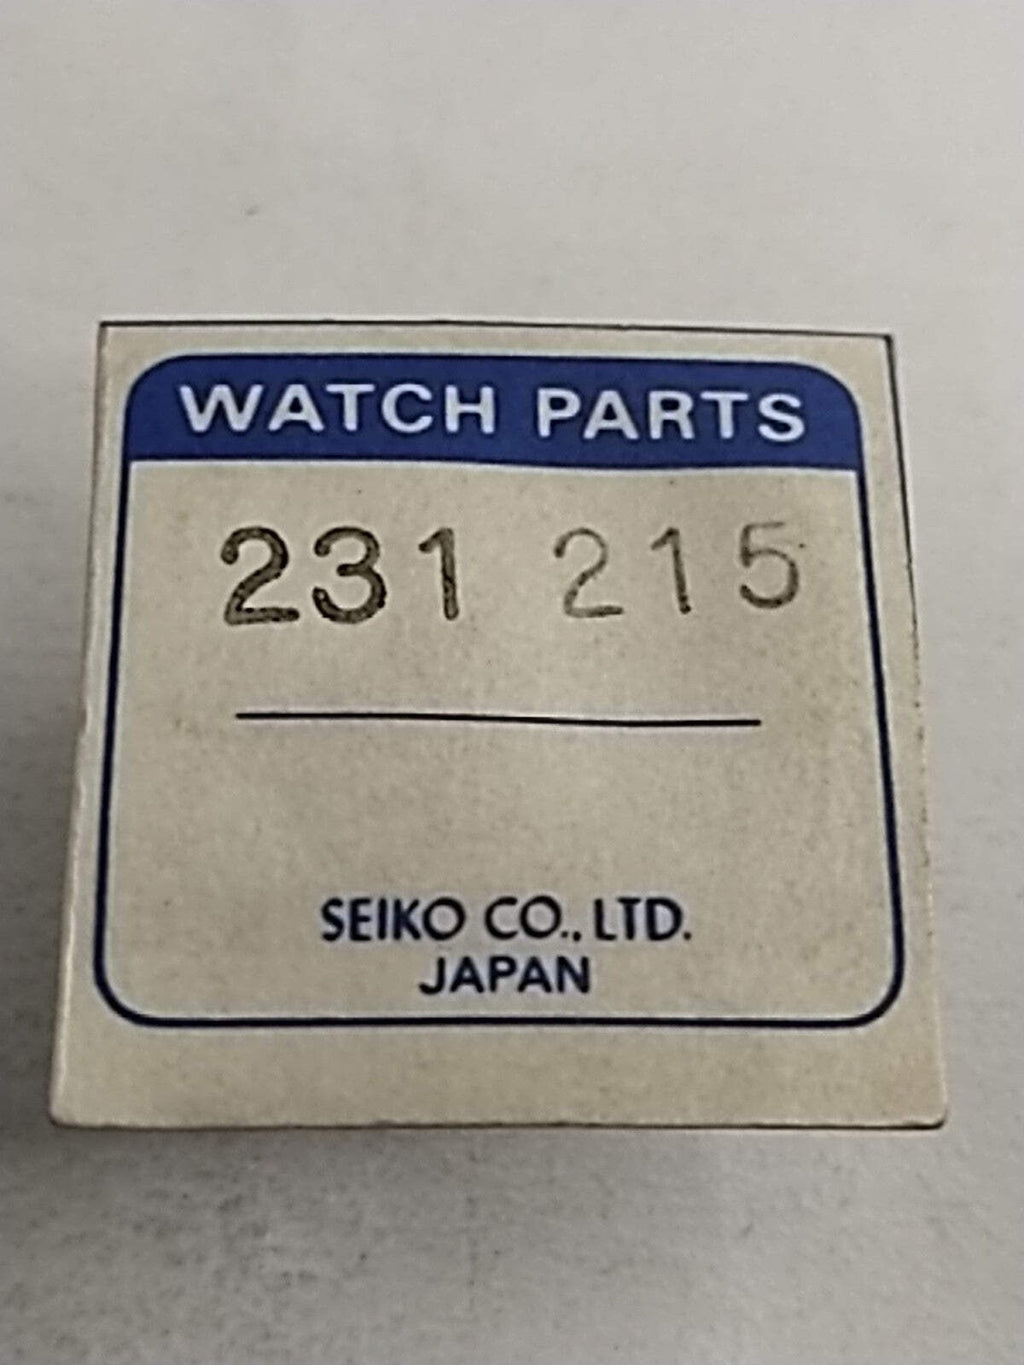 WATCH PARTS
231 215
SEIKO CO., LTD.
JAPAN